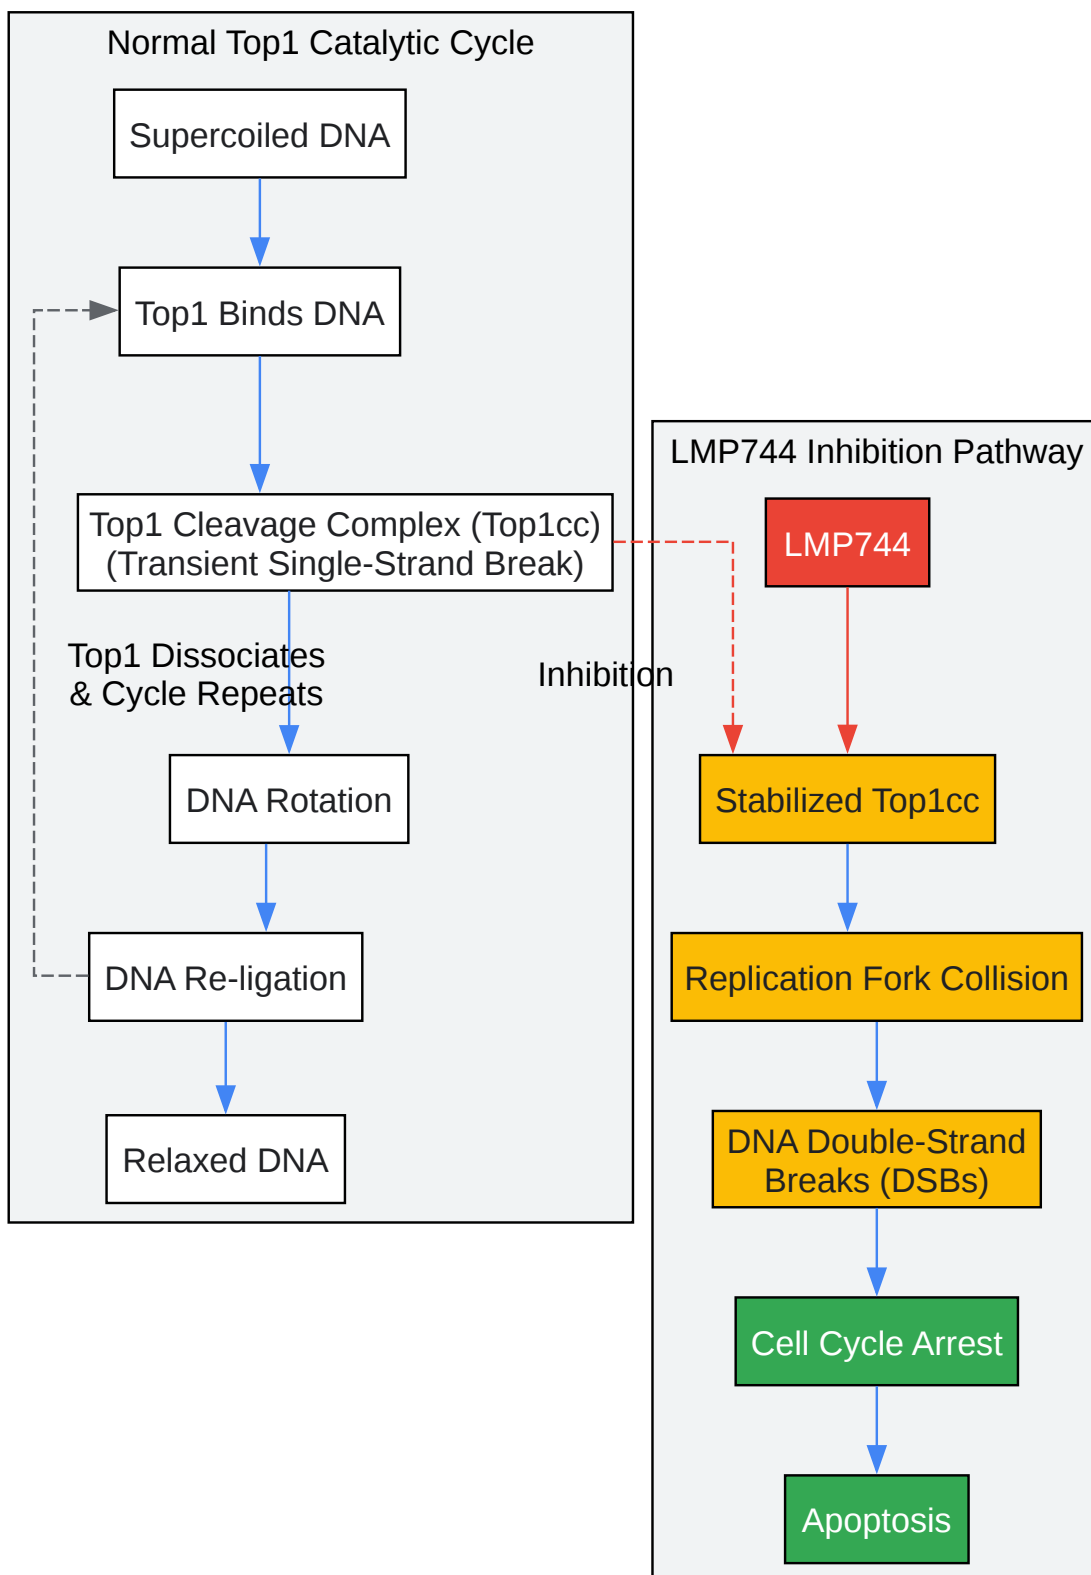 Normal Top1 Catalytic Cycle
Supercoiled DNA
Top1 Binds DNA
Top1 Cleavage Complex (Top1cc)
(Transient Single-Strand Break)
Top1 Dissociates
& Cycle Repeats
Inhibition
DNA Rotation
DNA Re-ligation
Relaxed DNA
LMP744 Inhibition Pathway
LMP744
Stabilized Top1cc
Replication Fork Collision
DNA Double-Strand
Breaks (DSBs)
Cell Cycle Arrest
Apoptosis